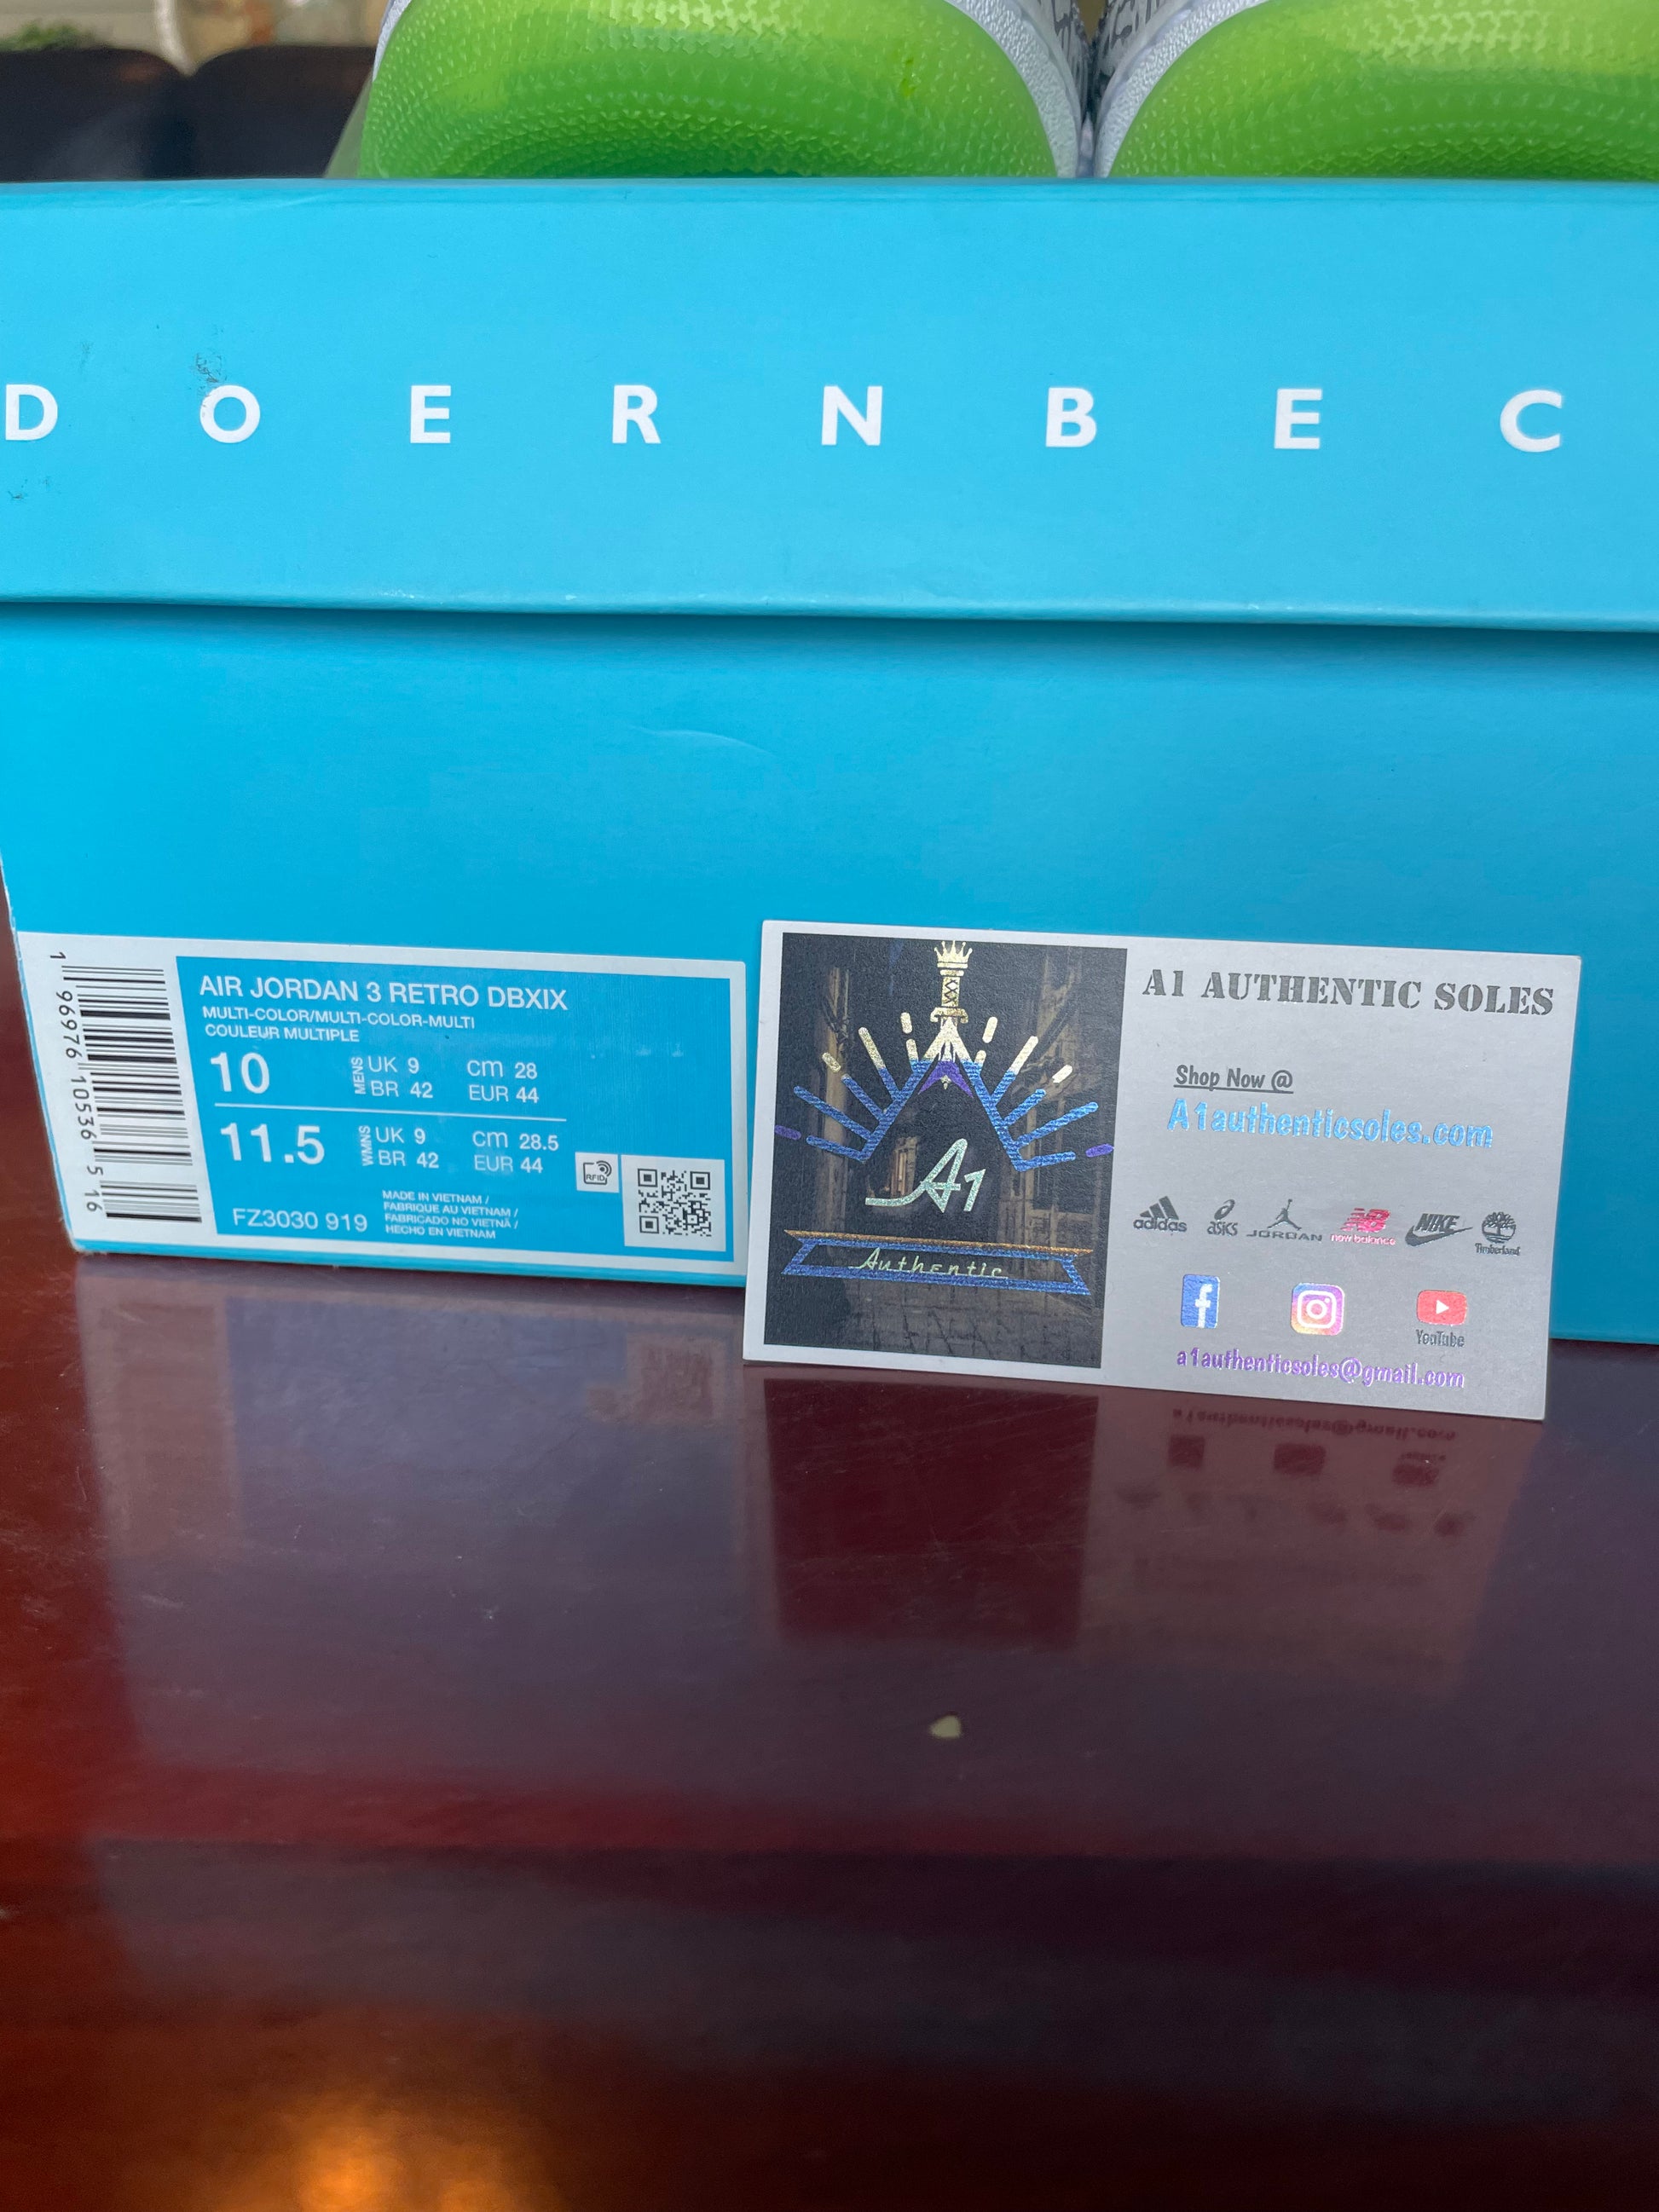 D O E R N B E C
AIR JORDAN 3 RETRO DBXIX
MULTI-COLOR/MULTI-COLOR-MULTI
COULEUR MULTIPLE
10 MENS UK 9 cm 28
BR 42 EUR 44
11.5 WMNS UK 9 cm 28.5
BR 42 EUR 44
RFID
FZ3030 919
MADE IN VIETNAM /
FABRIQUE AU VIETNAM /
FABRICADO NO VIETNÃ /
HECHO EN VIETNAM
1 96976 10536 5 16
A1
Authentic
A1 AUTHENTIC SOLES
Shop Now @
A1authenticsoles.com
adidas asics JORDAN new balance NIKE Timberland
f
YouTube
a1authenticsoles@gmail.com